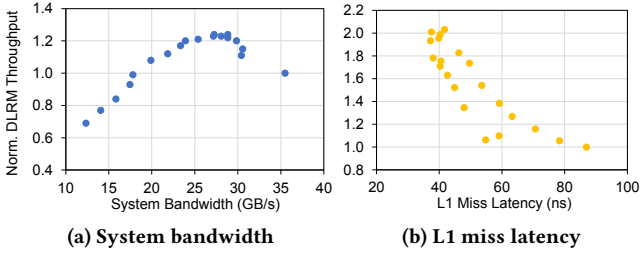 Norm. DLRM Throughput
1.4
1.2
1.0
0.8
0.6
0.4
10 15 20 25 30 35 40
System Bandwidth (GB/s)
(a) System bandwidth
2.2
2.0
1.8
1.6
1.4
1.2
1.0
0.8
20 40 60 80 100
L1 Miss Latency (ns)
(b) L1 miss latency